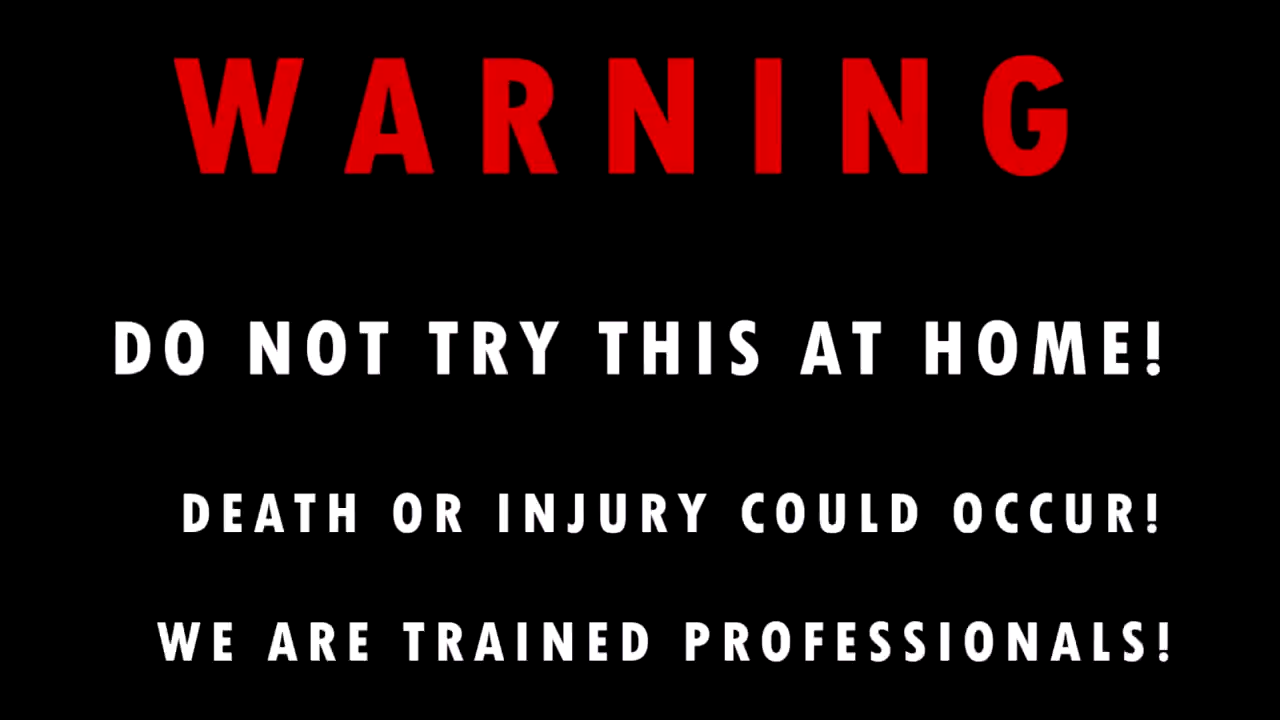 WARNING
DO NOT TRY THIS AT HOME!
DEATH OR INJURY COULD OCCUR!
WE ARE TRAINED PROFESSIONALS!